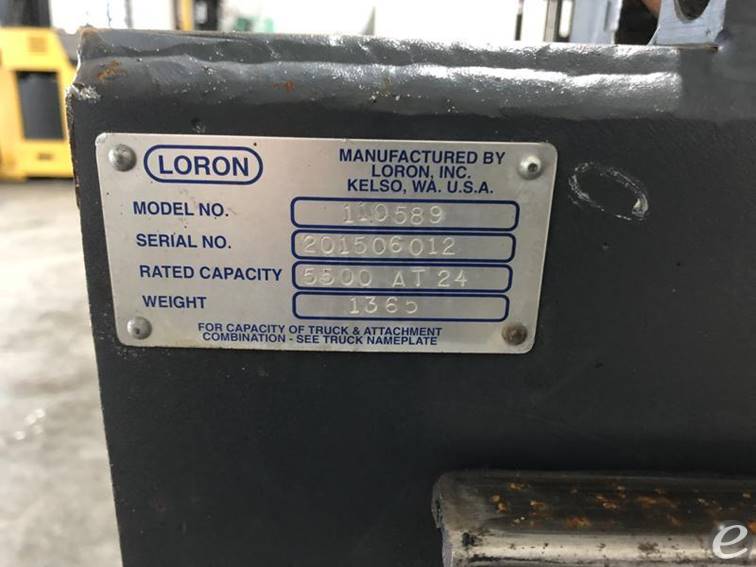 LORON
MANUFACTURED BY
LORON, INC.
KELSO, WA. U.S.A.
MODEL NO. 110589
SERIAL NO. 201506012
RATED CAPACITY 5500 AT 24
WEIGHT 1365
FOR CAPACITY OF TRUCK & ATTACHMENT
COMBINATION - SEE TRUCK NAMEPLATE
e